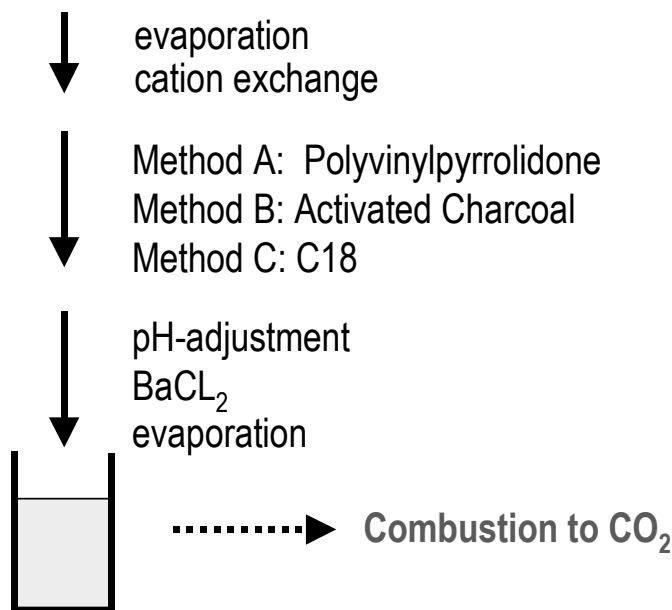 evaporation
cation exchange
Method A:  Polyvinylpyrrolidone
Method B: Activated Charcoal
Method C: C18
pH-adjustment
BaCL₂
evaporation
Combustion to CO₂